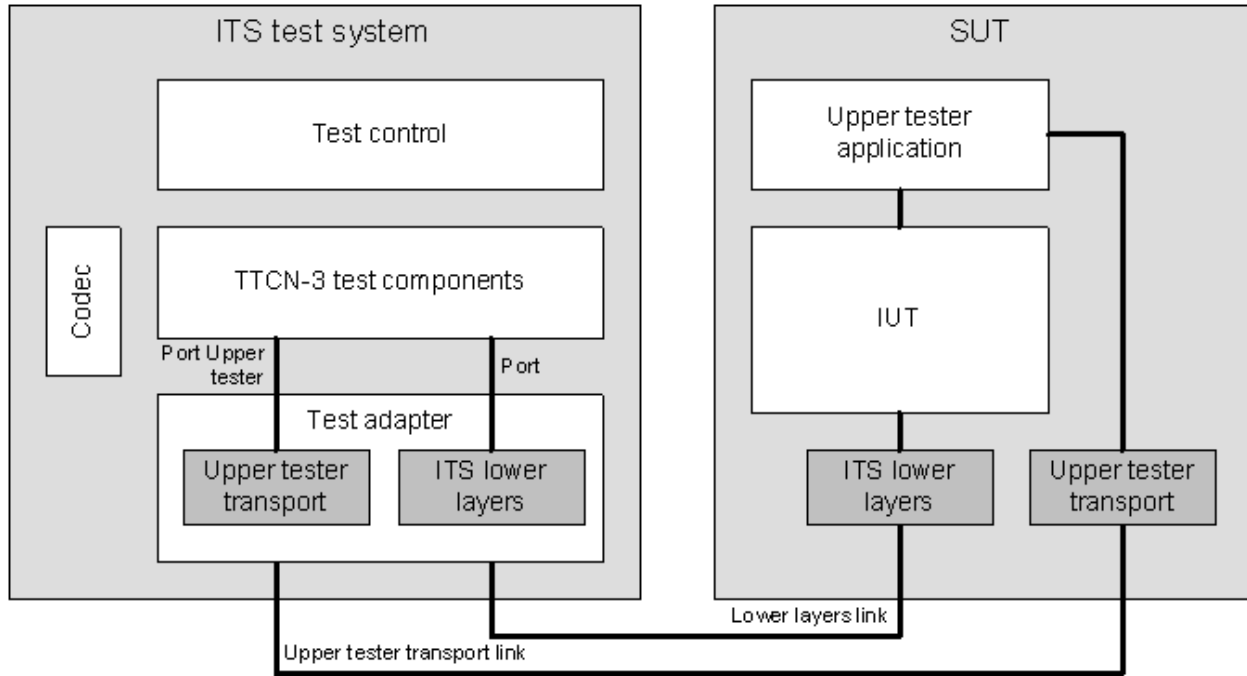 ITS test system
Test control
Codec
TTCN-3 test components
Port Upper
tester
Port
Test adapter
Upper tester
transport
ITS lower
layers
SUT
Upper tester
application
IUT
ITS lower
layers
Upper tester
transport
Lower layers link
Upper tester transport link